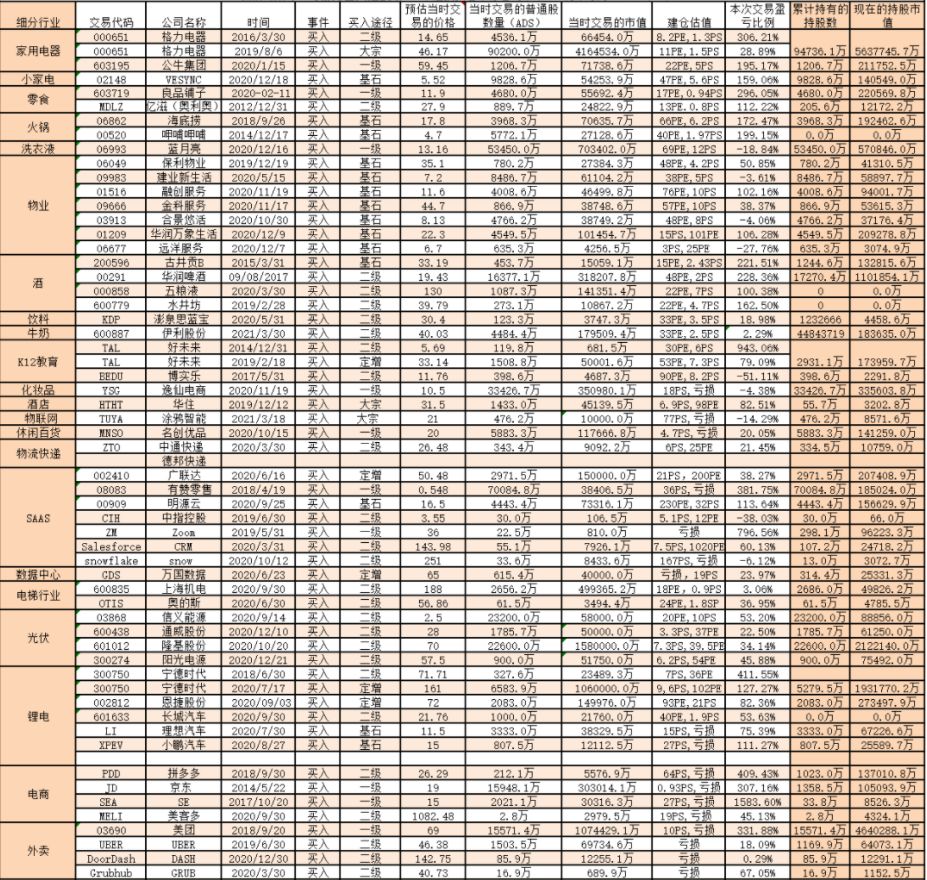 细分行业 交易代码 公司名称 时间 事件 买入途径 预估当时交易的价格 当时交易的普通股数量（ADS） 当时交易的市值 建仓估值 本次交易盈亏比例 累计持有的持股数 现在的持股市值
家用电器 000651 格力电器 2016/3/30 买入 二级 14.65 4536.1万 66454.0万 8.2PE,1.3PS 306.21%
000651 格力电器 2019/8/6 买入 大宗 46.17 90200.0万 4164534.0万 11PE,1.5PS 28.89% 94736.1万 5637745.7万
603195 公牛集团 2020/1/15 买入 一级 59.45 1206.7万 71738.6万 22PE,5PS 195.17% 1206.7万 211752.5万
小家电 02148 VESYNC 2020/12/18 买入 基石 5.52 9828.6万 54253.9万 47PE,5.6PS 159.06% 9828.6万 140549.0万
零食 603719 良品铺子 2020-02-11 买入 一级 11.9 4680.0万 55692.4万 17PE,0.94PS 296.05% 4680.0万 220569.8万
MDLZ 亿滋（奥利奥） 2012/12/31 买入 二级 27.9 889.7万 24822.9万 13PE.0.8PS 112.22% 205.6万 12172.2万
火锅 06862 海底捞 2018/9/26 买入 基石 17.8 3968.3万 70635.7万 66PE,6.2PS 172.47% 3968.3万 192462.6万
00520 呷哺呷哺 2014/12/17 买入 基石 4.7 5772.1万 27128.6万 40PE,1.97PS 199.15% 0.0万 0.0万
洗衣液 06993 蓝月亮 2020/12/16 买入 一级 13.16 53450.0万 703402.0万 69PE,12PS -18.84% 53450.0万 570846.0万
物业 06049 保利物业 2019/12/19 买入 基石 35.1 780.2万 27384.3万 48PE,4.2PS 50.85% 780.2万 41310.5万
09983 建业新生活 2020/5/15 买入 基石 7.2 8486.7万 61104.2万 38PE,5PS -3.61% 8486.7万 58897.7万
01516 融创服务 2020/11/19 买入 基石 11.6 4008.6万 46499.8万 76PE,10PS 102.16% 4008.6万 94001.7万
09666 金科服务 2020/11/17 买入 基石 44.7 866.9万 38748.6万 57PE,10PS 38.37% 866.9万 53615.3万
03913 合景悠活 2020/10/30 买入 基石 8.13 4766.2万 38749.2万 48PE,8PS -4.06% 4766.2万 37176.4万
01209 华润万象生活 2020/12/9 买入 基石 22.3 4549.5万 101454.7万 15PS,101PE 106.28% 4549.5万 209278.8万
06677 远洋服务 2020/12/7 买入 基石 6.7 635.3万 4256.5万 3PS,25PE -27.76% 635.3万 3074.9万
酒 200596 古井贡B 2015/3/31 买入 基石 33.19 453.7万 15059.1万 15PE,2.43PS 221.51% 1244.6万 132815.6万
00291 华润啤酒 09/08/2017 买入 二级 19.43 16377.1万 318207.8万 48PE,2PS 228.36% 17270.4万 1101854.1万
000858 五粮液 2020/3/30 买入 二级 130 1087.3万 141351.4万 22PE,7PS 100.38% 0 0.0万
600779 水井坊 2019/2/28 买入 二级 39.79 273.1万 10867.2万 22PE,4.7PS 162.50% 0 0.0万
饮料 KDP 澎泉思蓝宝 2020/5/31 买入 二级 30.4 123.3万 3747.3万 33PE,3.5PS 18.98% 1232666 4458.6万
牛奶 600887 伊利股份 2021/3/30 买入 二级 40.03 4484.4万 179509.4万 33PE,2.5PS 2.29% 44843719 183635.0万
K12教育 TAL 好未来 2014/12/31 买入 二级 5.69 119.8万 681.5万 30PE,6PS 943.06%
TAL 好未来 2019/2/18 买入 定增 33.14 1508.8万 50001.6万 53PE,7.3PS 79.09% 2931.1万 173959.7万
BEDU 博实乐 2017/5/31 买入 二级 11.76 398.6万 4687.3万 90PE,8.2PS -51.11% 398.6万 2291.8万
化妆品 YSG 逸仙电商 2020/11/19 买入 一级 10.5 33426.7万 350980.1万 18PS,亏损 -4.38% 33426.7万 335603.8万
酒店 HTHT 华住 2019/12/12 买入 大宗 31.5 1433.0万 45139.5万 6.9PS,98PE 82.51% 55.7万 3202.8万
物联网 TUYA 涂鸦智能 2021/3/18 买入 大宗 21 476.2万 10000.0万 77PS,亏损 -14.29% 476.2万 8571.6万
休闲百货 MNSO 名创优品 2020/10/15 买入 一级 20 5883.3万 117666.8万 4.7PS,亏损 20.05% 5883.3万 141259.0万
物流快递 ZTO 中通快递 2020/3/30 买入 二级 26.48 343.4万 9092.2万 6PS,25PE 21.45% 334.5万 10759.0万
德邦快递
SAAS 002410 广联达 2020/6/16 买入 定增 50.48 2971.5万 150000.0万 21PS，200PE 38.27% 2971.5万 207408.9万
08083 有赞零售 2018/4/19 买入 一级 0.548 70084.8万 38406.5万 36PS,亏损 381.75% 70084.8万 185024.0万
00909 明源云 2020/9/25 买入 基石 16.5 4443.4万 73316.1万 230PE,32PS 113.64% 4443.4万 156629.9万
CIH 中指控股 2019/6/30 买入 二级 3.55 30.0万 106.5万 5.1PS,12PE -38.03% 30.0万 66.0万
ZM Zoom 2019/5/31 买入 一级 36 22.5万 810.0万 亏损 796.56% 298.1万 96223.3万
Salesforce CRM 2020/3/31 买入 二级 143.98 55.1万 7926.1万 7.5PS,1020PE 60.13% 107.2万 24718.2万
snowflake snow 2020/10/12 买入 二级 251 33.6万 8433.6万 167PS,亏损 -6.12% 13.0万 3072.7万
数据中心 GDS 万国数据 2020/6/23 买入 定增 65 615.4万 40000.0万 亏损，19PS 23.97% 314.4万 25331.3万
电梯行业 600835 上海机电 2020/9/30 买入 二级 188 2656.2万 499365.2万 18PE，0.9PS 3.06% 2686.0万 49826.2万
OTIS 奥的斯 2020/6/30 买入 二级 56.86 61.5万 3494.4万 24PE,1.8SP 36.95% 61.5万 4785.5万
光伏 03868 信义能源 2020/9/14 买入 二级 2.5 23200.0万 58000.0万 20PE,10PS 53.20% 23200.0万 88856.0万
600438 通威股份 2020/12/10 买入 二级 28 1785.7万 50000.0万 3.3PS,37PE 22.50% 1785.7万 61250.0万
601012 隆基股份 2020/10/20 买入 二级 70 22600.0万 1580000.0万 7.3PS,39.5PE 34.14% 22600.0万 2122140.0万
300274 阳光电源 2020/12/21 买入 二级 57.5 900.0万 51750.0万 6.2PS,54PE 45.88% 900.0万 75492.0万
锂电 300750 宁德时代 2018/6/30 买入 二级 71.71 327.6万 23489.3万 7PS,36PE 411.55%
300750 宁德时代 2020/7/17 买入 定增 161 6583.9万 1060000.0万 9,6PS,102PE 127.27% 5279.5万 1931770.2万
002812 恩捷股份 2020/09/03 买入 定增 72 2083.0万 149976.0万 93PE,21PS 82.36% 2083.0万 273497.9万
601633 长城汽车 2020/9/30 买入 二级 21.76 1000.0万 21760.0万 40PE,1.9PS 53.63% 0.0万 0.0万
LI 理想汽车 2020/7/30 买入 基石 11.5 3333.0万 38329.5万 15PS,亏损 75.39% 3333.0万 67226.6万
XPEV 小鹏汽车 2020/8/27 买入 基石 15 807.5万 12112.5万 27PS,亏损 111.27% 807.5万 25589.7万
电商 PDD 拼多多 2018/9/30 买入 二级 26.29 212.1万 5576.9万 64PS,亏损 409.43% 1023.0万 137010.8万
JD 京东 2014/5/22 买入 一级 19 15948.1万 303014.1万 0.93PS,亏损 307.16% 1358.5万 105093.9万
SEA SE 2017/10/20 买入 一级 15 2021.1万 30316.3万 27PS,亏损 1583.60% 33.8万 8526.3万
MELI 美客多 2020/9/30 买入 二级 1082.48 2.8万 2979.5万 19PS,亏损 45.13% 2.8万 4324.1万
外卖 03690 美团 2018/9/20 买入 一级 69 15571.4万 1074429.1万 10PS,亏损 331.88% 15571.4万 4640288.1万
UBER UBER 2019/6/30 买入 二级 46.38 1503.5万 69734.6万 亏损 18.09% 1169.9万 64073.1万
DoorDash DASH 2020/12/30 买入 二级 142.75 85.9万 12255.1万 亏损 0.29% 85.9万 12291.1万
Grubhub GRUB 2020/3/30 买入 二级 40.73 16.9万 689.9万 亏损 67.05% 16.9万 1152.5万